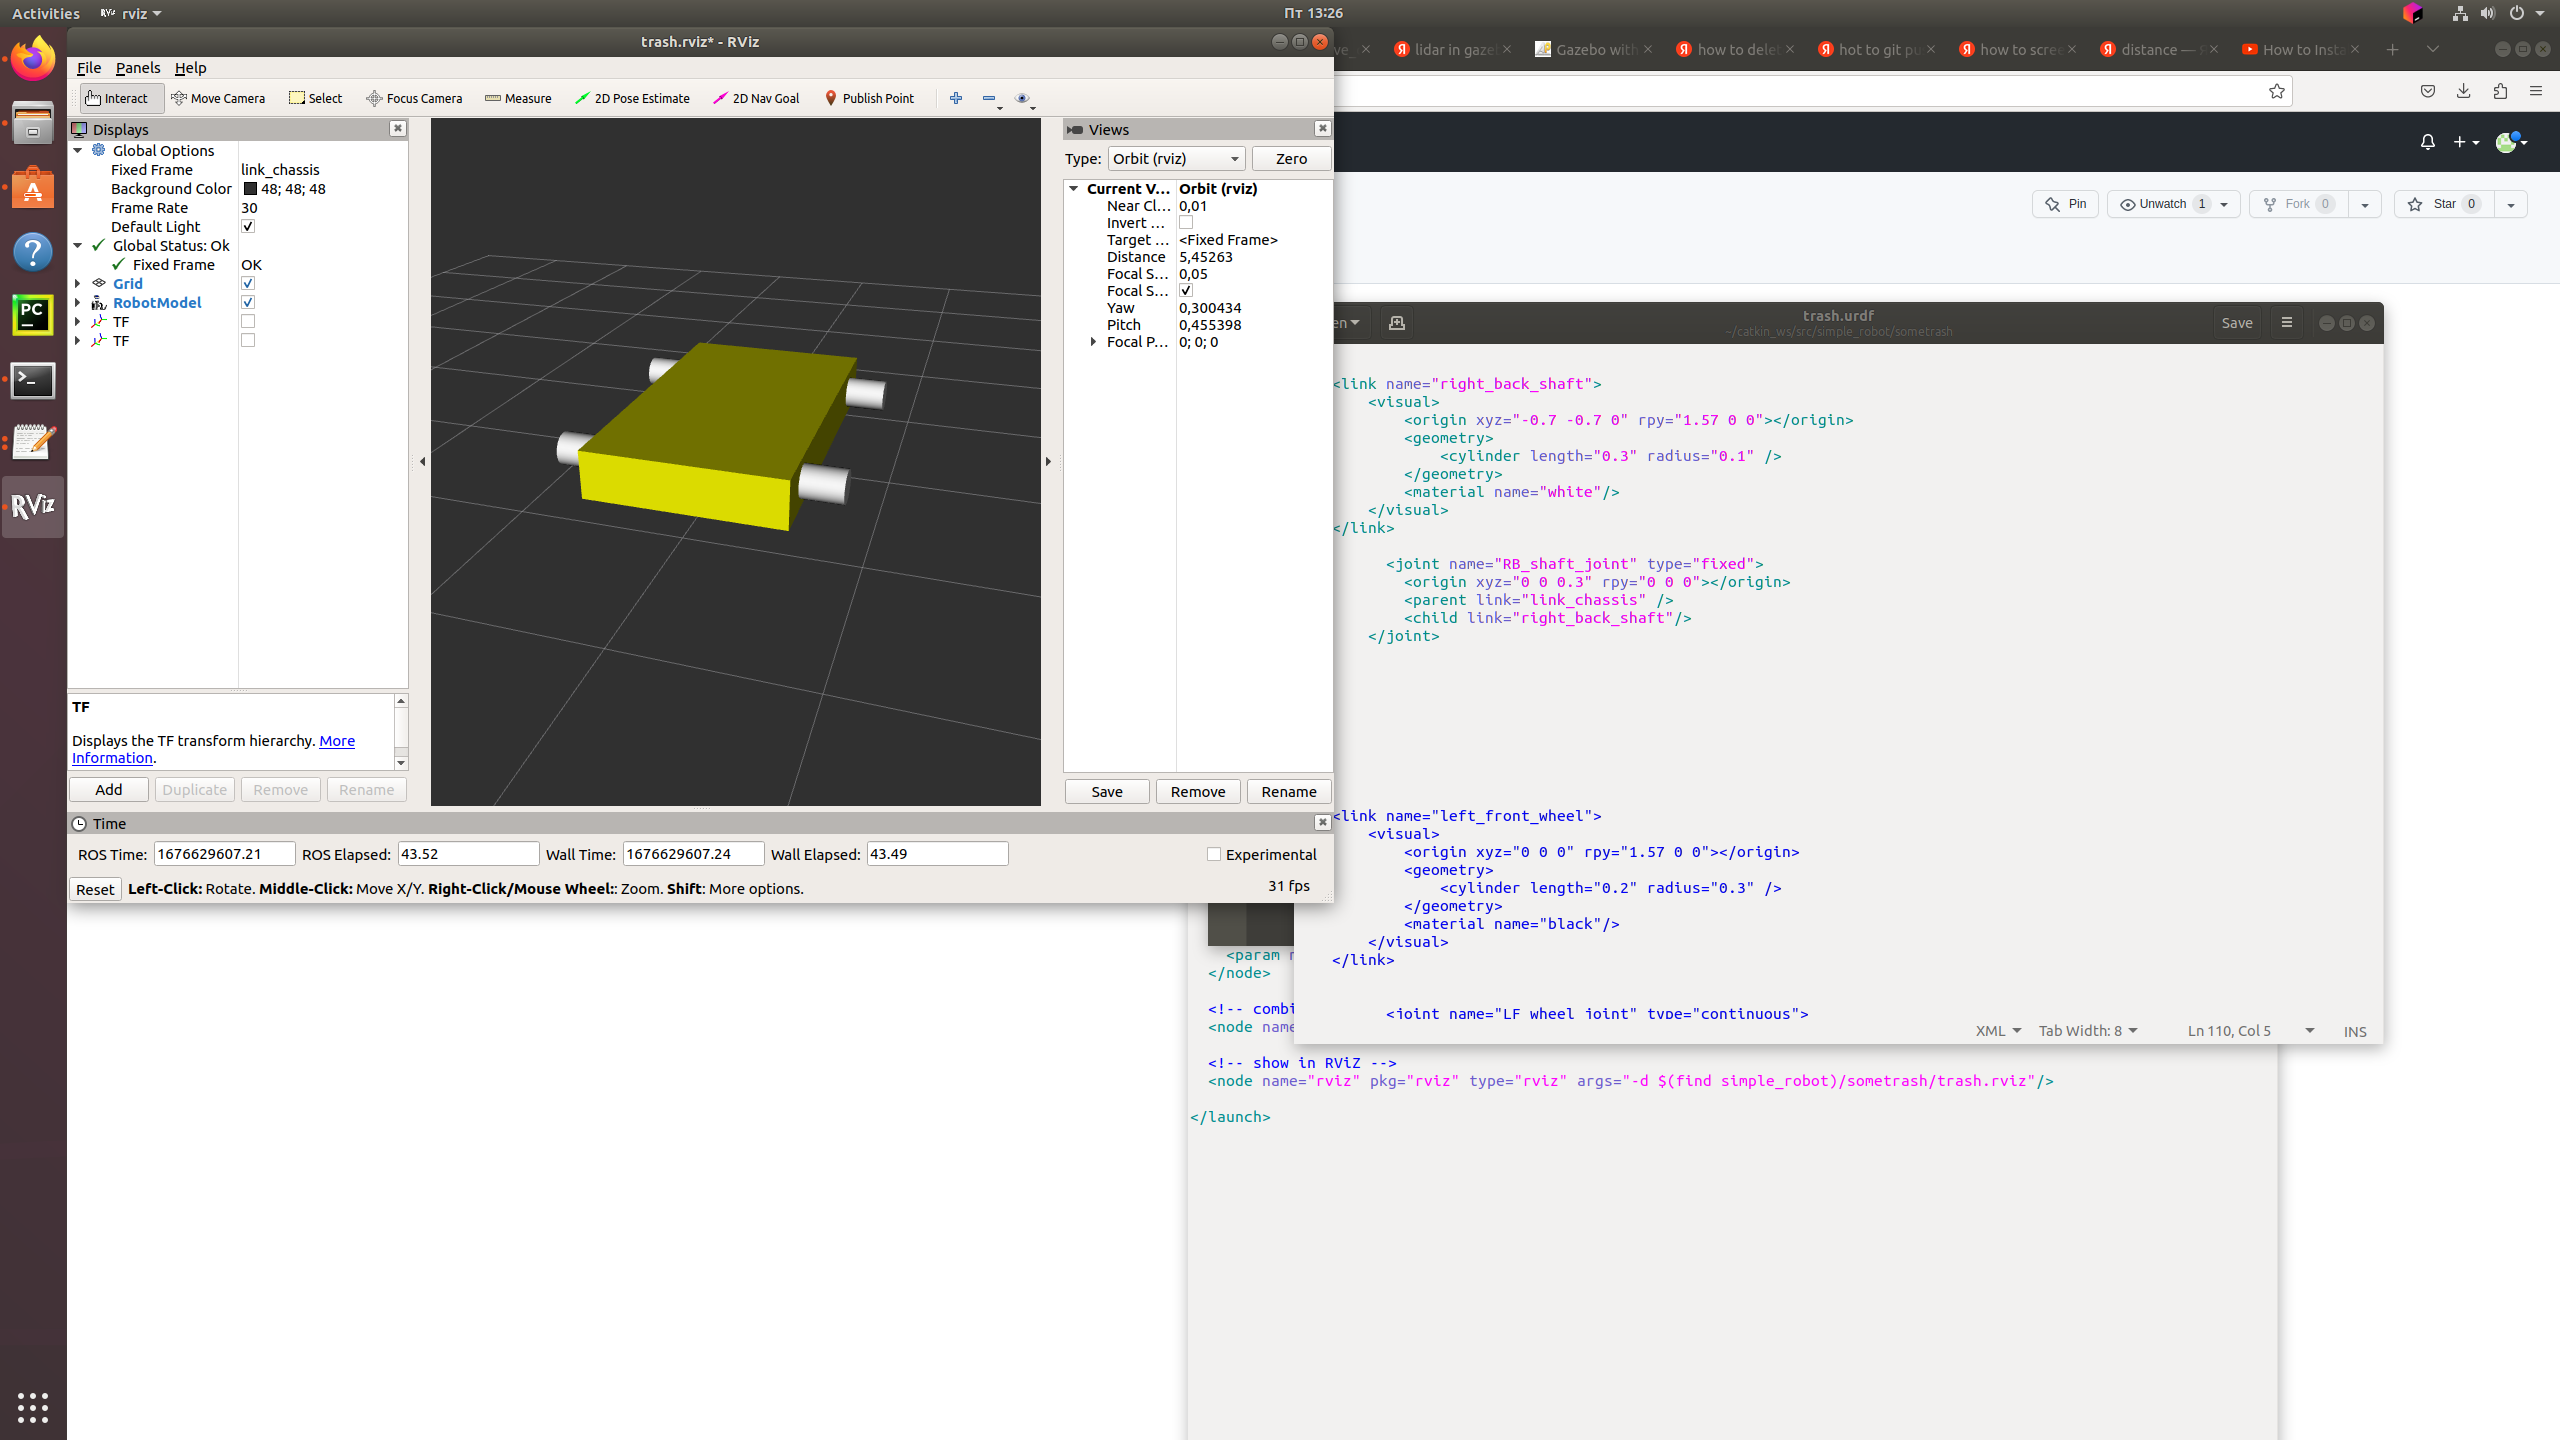 Activities
rviz
Пт 13:26
trash.rviz* - RViz
lidar in gaze
Gazebo with
how to dele
hot to git pu
how to scre
distance —
How to Insta
File Panels Help
Interact Move Camera Select Focus Camera Measure 2D Pose Estimate 2D Nav Goal Publish Point
Displays
Global Options
Fixed Frame link_chassis
Background Color 48; 48; 48
Frame Rate 30
Default Light
Global Status: Ok
Fixed Frame OK
Grid
RobotModel
TF
TF
TF
Displays the TF transform hierarchy. More
Information.
Add Duplicate Remove Rename
Views
Type: Orbit (rviz) Zero
Current V... Orbit (rviz)
Near Cl... 0,01
Invert ...
Target ... <Fixed Frame>
Distance 5,45263
Focal S... 0,05
Focal S...
Yaw 0,300434
Pitch 0,455398
Focal P... 0; 0; 0
Save Remove Rename
Time
ROS Time: 1676629607.21 ROS Elapsed: 43.52 Wall Time: 1676629607.24 Wall Elapsed: 43.49 Experimental
Reset Left-Click: Rotate. Middle-Click: Move X/Y. Right-Click/Mouse Wheel:: Zoom. Shift: More options. 31 fps
PC
RViz
Pin Unwatch 1 Fork 0 Star 0
en
trash.urdf
~/catkin_ws/src/simple_robot/sometrash
Save
<link name="right_back_shaft">
<visual>
<origin xyz="-0.7 -0.7 0" rpy="1.57 0 0"></origin>
<geometry>
<cylinder length="0.3" radius="0.1" />
</geometry>
<material name="white"/>
</visual>
</link>
<joint name="RB_shaft_joint" type="fixed">
<origin xyz="0 0 0.3" rpy="0 0 0"></origin>
<parent link="link_chassis" />
<child link="right_back_shaft"/>
</joint>
<link name="left_front_wheel">
<visual>
<origin xyz="0 0 0" rpy="1.57 0 0"></origin>
<geometry>
<cylinder length="0.2" radius="0.3" />
</geometry>
<material name="black"/>
</visual>
</link>
<joint name="LF_wheel_joint" type="continuous">
XML Tab Width: 8 Ln 110, Col 5 INS
<param
</node>
<!-- combi
<node name
<!-- show in RViZ -->
<node name="rviz" pkg="rviz" type="rviz" args="-d $(find simple_robot)/sometrash/trash.rviz"/>
</launch>